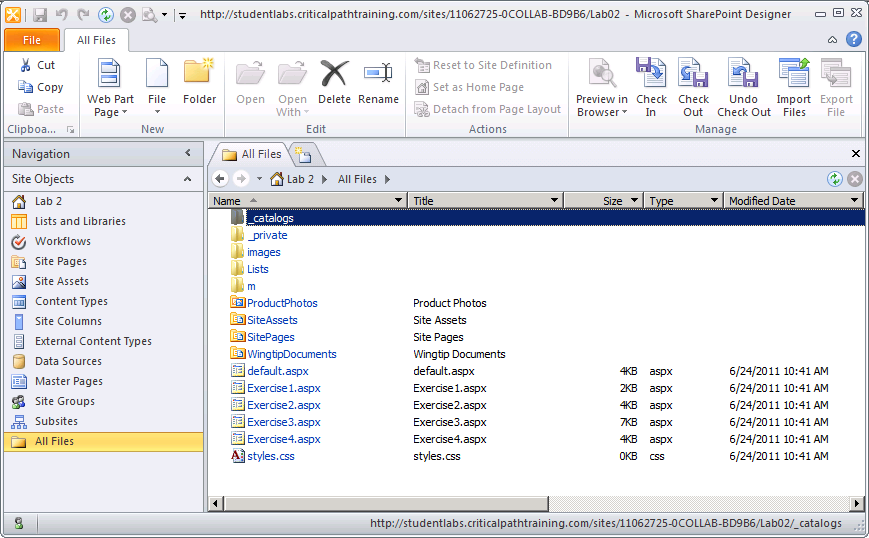 http://studentlabs.criticalpathtraining.com/sites/11062725-0COLLAB-BD9B6/Lab02 - Microsoft SharePoint Designer
File All Files
Cut
Copy
Paste
Clipboa...
Web Part Page
File
Folder
New
Open
Open With
Delete
Rename
Edit
Reset to Site Definition
Set as Home Page
Detach from Page Layout
Actions
Preview in Browser
Check In
Check Out
Undo Check Out
Import Files
Export File
Manage
Navigation
Site Objects
Lab 2
Lists and Libraries
Workflows
Site Pages
Site Assets
Content Types
Site Columns
External Content Types
Data Sources
Master Pages
Site Groups
Subsites
All Files
All Files
Lab 2 All Files
Name Title Size Type Modified Date
_catalogs
_private
images
Lists
m
ProductPhotos Product Photos
SiteAssets Site Assets
SitePages Site Pages
WingtipDocuments Wingtip Documents
default.aspx default.aspx 4KB aspx 6/24/2011 10:41 AM
Exercise1.aspx Exercise1.aspx 2KB aspx 6/24/2011 10:41 AM
Exercise2.aspx Exercise2.aspx 4KB aspx 6/24/2011 10:41 AM
Exercise3.aspx Exercise3.aspx 7KB aspx 6/24/2011 10:41 AM
Exercise4.aspx Exercise4.aspx 4KB aspx 6/24/2011 10:41 AM
styles.css styles.css 0KB css 6/24/2011 10:41 AM
http://studentlabs.criticalpathtraining.com/sites/11062725-0COLLAB-BD9B6/Lab02/_catalogs